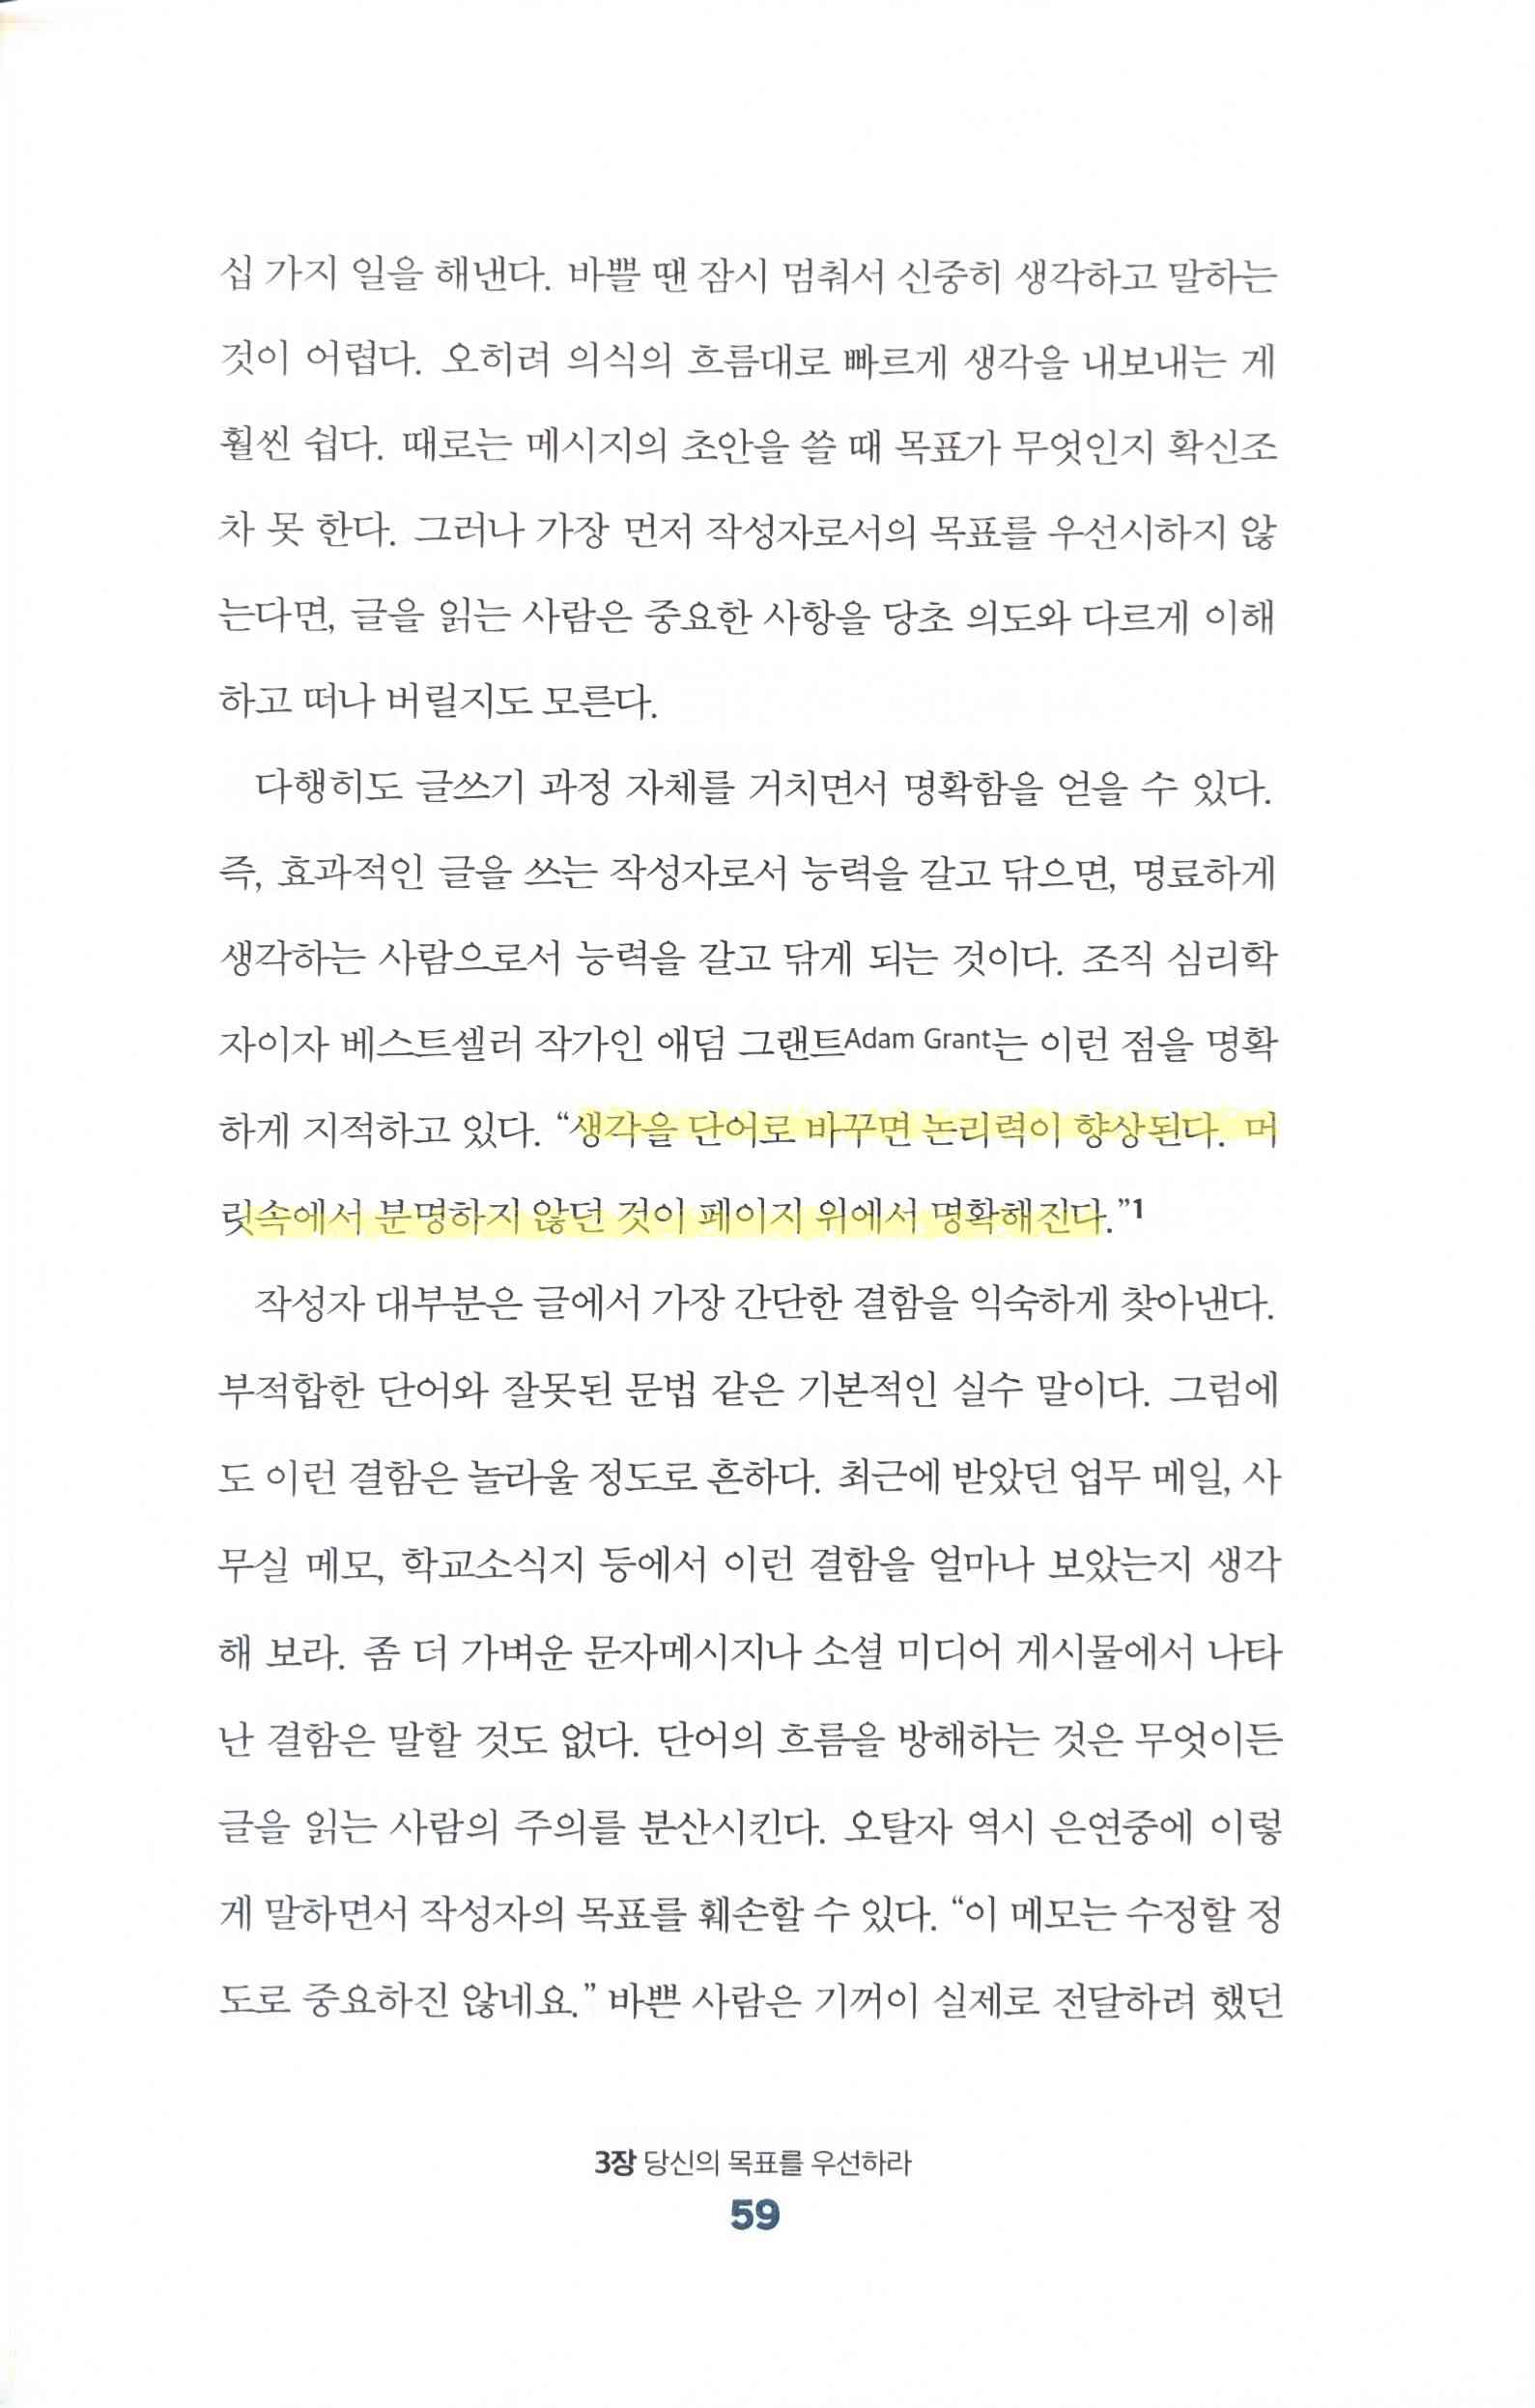 십 가지 일을 해낸다. 바쁠 땐 잠시 멈춰서 신중히 생각하고 말하는
것이 어렵다. 오히려 의식의 흐름대로 빠르게 생각을 내보내는 게
훨씬 쉽다. 때로는 메시지의 초안을 쓸 때 목표가 무엇인지 확신조
차 못 한다. 그러나 가장 먼저 작성자로서의 목표를 우선시하지 않
는다면, 글을 읽는 사람은 중요한 사항을 당초 의도와 다르게 이해
하고 떠나 버릴지도 모른다.
다행히도 글쓰기 과정 자체를 거치면서 명확함을 얻을 수 있다.
즉, 효과적인 글을 쓰는 작성자로서 능력을 갈고 닦으면, 명료하게
생각하는 사람으로서 능력을 갈고 닦게 되는 것이다. 조직 심리학
자이자 베스트셀러 작가인 애덤 그랜트Adam Grant는 이런 점을 명확
하게 지적하고 있다. “생각을 단어로 바꾸면 논리력이 향상된다. 머
릿속에서 분명하지 않던 것이 페이지 위에서 명확해진다.”1
작성자 대부분은 글에서 가장 간단한 결함을 익숙하게 찾아낸다.
부적합한 단어와 잘못된 문법 같은 기본적인 실수 말이다. 그럼에
도 이런 결함은 놀라울 정도로 흔하다. 최근에 받았던 업무 메일, 사
무실 메모, 학교소식지 등에서 이런 결함을 얼마나 보았는지 생각
해 보라. 좀 더 가벼운 문자메시지나 소셜 미디어 게시물에서 나타
난 결함은 말할 것도 없다. 단어의 흐름을 방해하는 것은 무엇이든
글을 읽는 사람의 주의를 분산시킨다. 오탈자 역시 은연중에 이렇
게 말하면서 작성자의 목표를 훼손할 수 있다. “이 메모는 수정할 정
도로 중요하진 않네요.” 바쁜 사람은 기꺼이 실제로 전달하려 했던
3장 당신의 목표를 우선하라
59